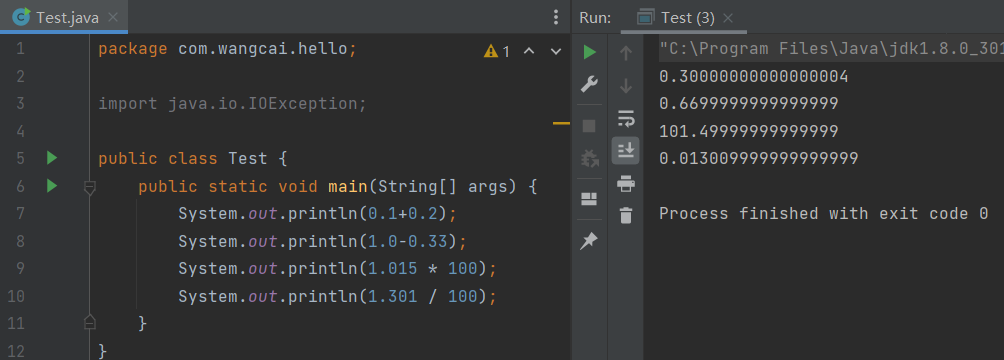 Test.java
1 package com.wangcai.hello; 1
2
3 import java.io.IOException;
4
5 public class Test {
6 public static void main(String[] args) {
7 System.out.println(0.1+0.2);
8 System.out.println(1.0-0.33);
9 System.out.println(1.015 * 100);
10 System.out.println(1.301 / 100);
11 }
12 }
Run: Test (3)
"C:\Program Files\Java\jdk1.8.0_301
0.30000000000000004
0.6699999999999999
101.49999999999999
0.013009999999999999
Process finished with exit code 0